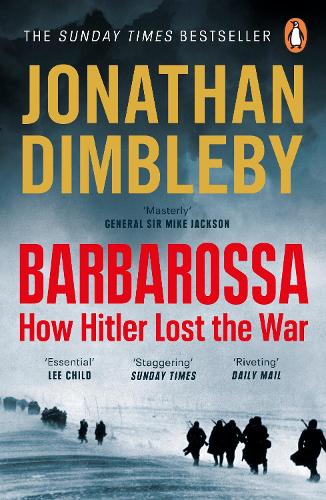 THE SUNDAY TIMES BESTSELLER
JONATHAN
DIMBLEBY
'Masterly'
GENERAL SIR MIKE JACKSON
BARBAROSSA
How Hitler Lost the War
'Essential'
LEE CHILD
'Staggering'
SUNDAY TIMES
'Riveting'
DAILY MAIL